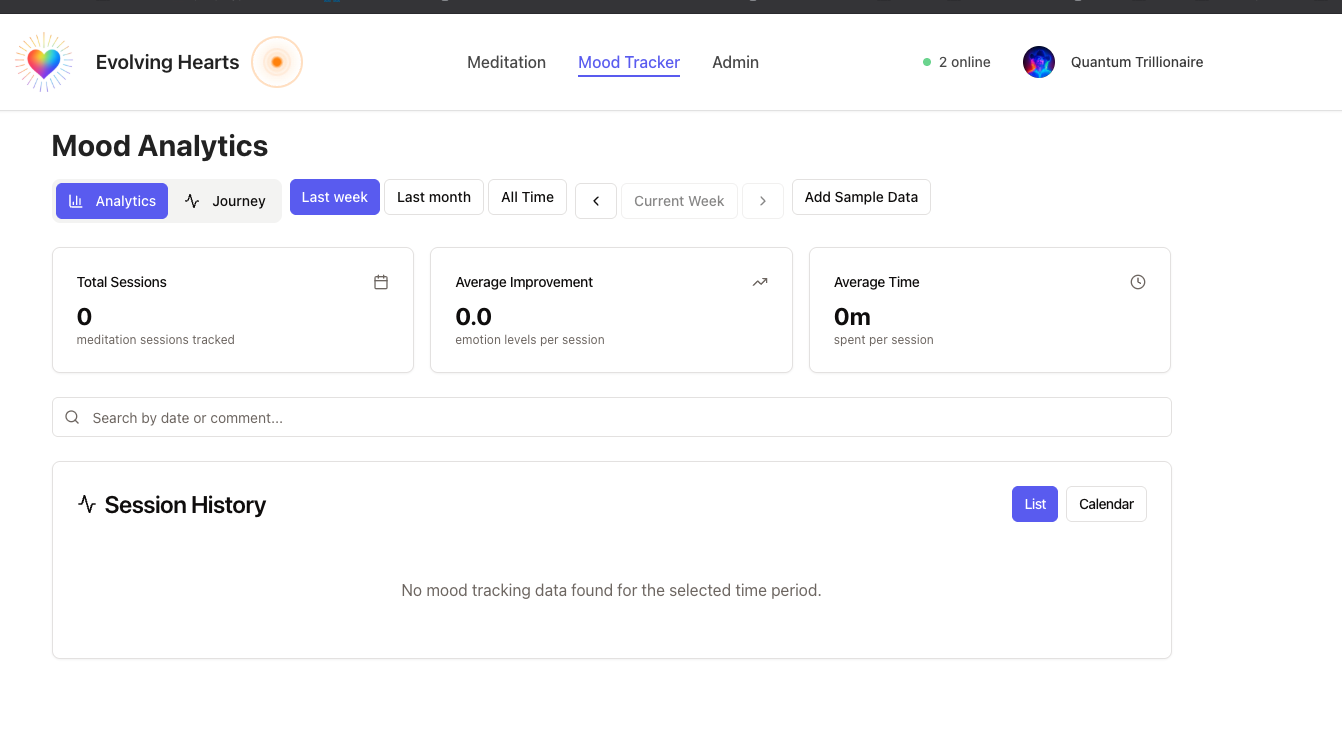 Evolving Hearts
Meditation Mood Tracker Admin
2 online
Quantum Trillionaire
Mood Analytics
Analytics Journey Last week Last month All Time Current Week Add Sample Data
Total Sessions
0
meditation sessions tracked
Average Improvement
0.0
emotion levels per session
Average Time
0m
spent per session
Search by date or comment...
Session History
List Calendar
No mood tracking data found for the selected time period.